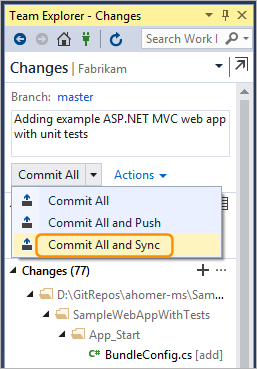 Team Explorer - Changes
Search Work I
Changes | Fabrikam
Branch: master
Adding example ASP.NET MVC web app
with unit tests
Commit All
Actions
Commit All
Commit All and Push
Commit All and Sync
Changes (77)
D:\GitRepos\ahomer-ms\Sam...
SampleWebAppWithTests
App_Start
C# BundleConfig.cs [add]